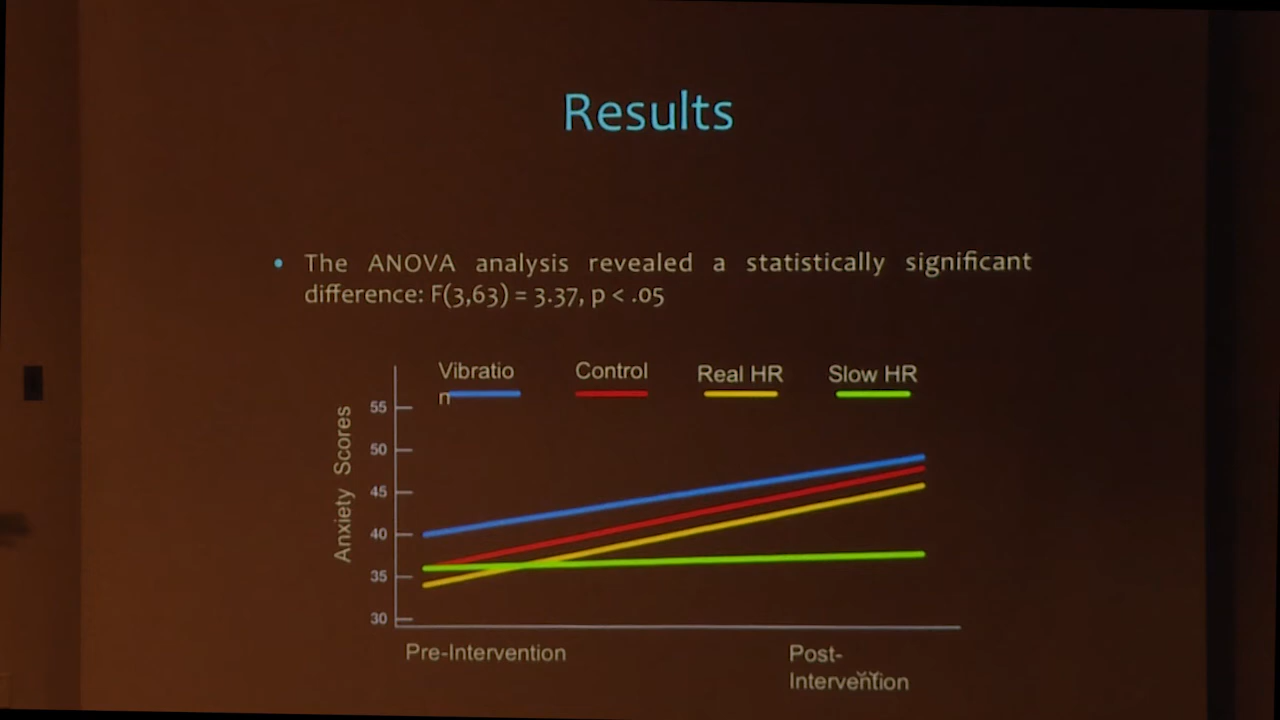 Results
• The ANOVA analysis revealed a statistically significant
difference: F(3,63) = 3.37, p < .05
Vibratio
n
Control
Real HR
Slow HR
Anxiety Scores
55
50
45
40
35
30
Pre-Intervention
Post-
Intervention